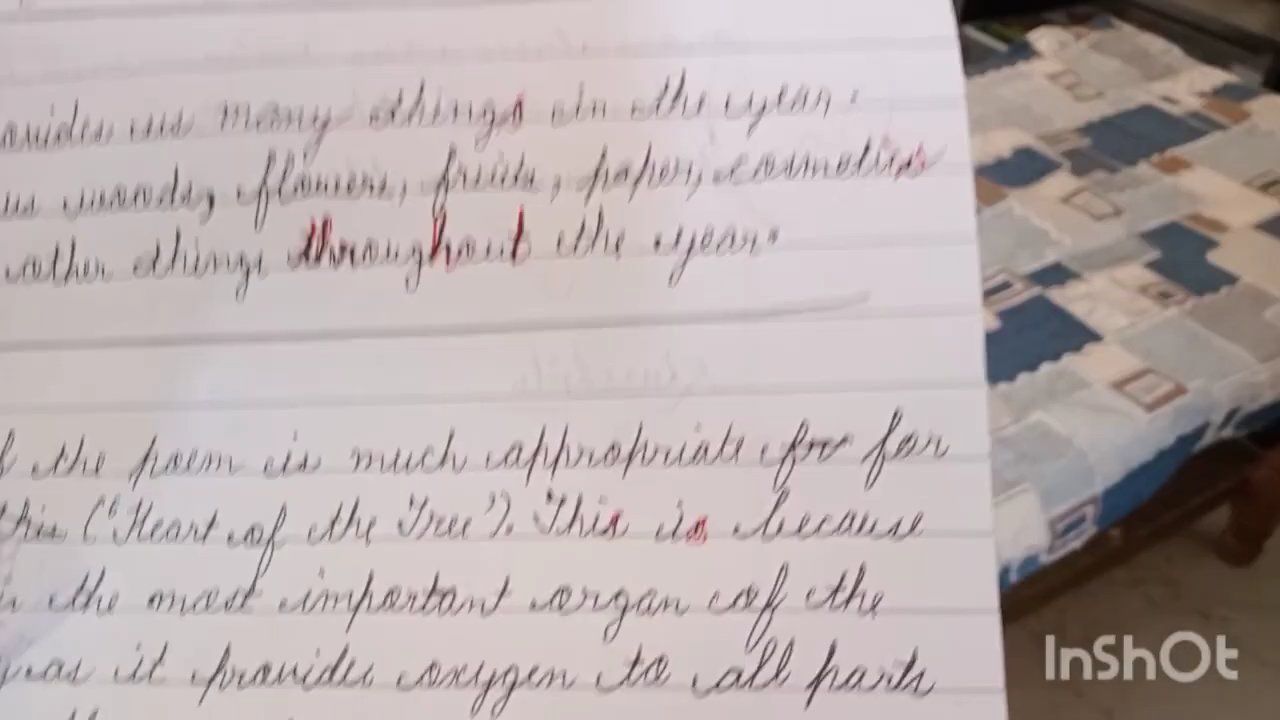 ovides us many things in the year.
us woods, flowers, fruits, paper, cosmetics
other things throughout the year.
the poem is much appropriate for for
this ("Heart of the Tree"). This is because
the most important organ of the
as it provides oxygen to all parts
InShOt